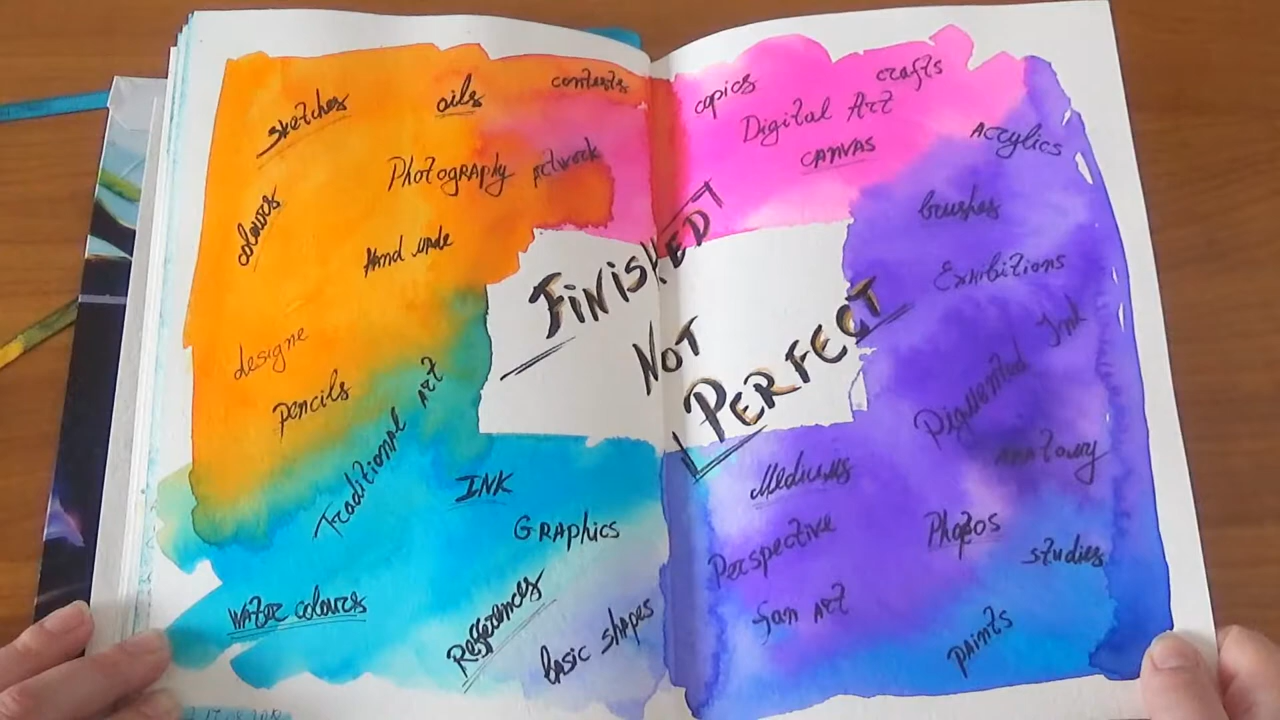 sketches
oils
contests
colours
Photography
artwork
Hand made
designe
pencils
Traditional Art
INK
Graphics
Water colours
Refferences
basic shapes
FINISHED
NOT
PERFECT
copics
crafts
Digital Art
CANVAS
Acrylics
brushes
Exhibitions
Pigmented Ink
Mediums
anatomy
Perspective
Photos
studies
fan Art
paints